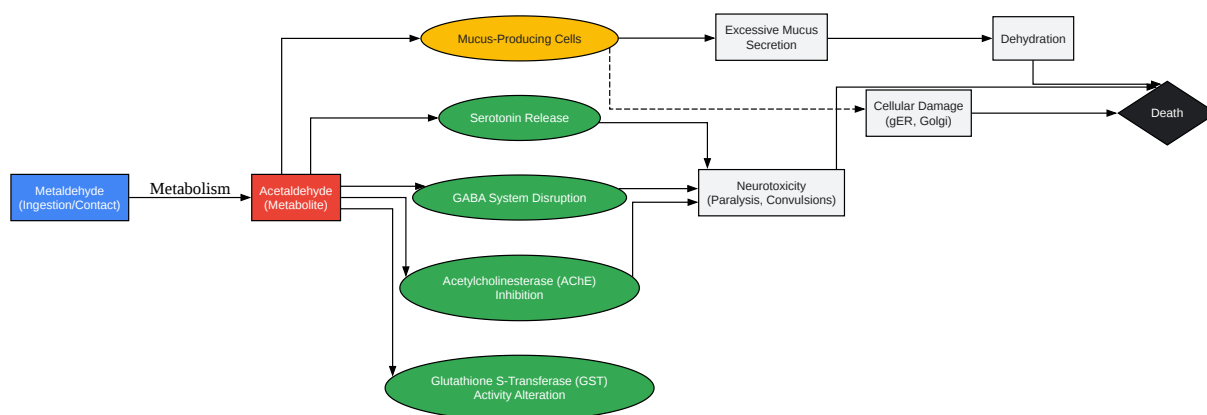 Mucus-Producing Cells
Excessive Mucus
Secretion
Dehydration
Cellular Damage
(gER, Golgi)
Death
Serotonin Release
Metaldehyde
(Ingestion/Contact)
Metabolism
Acetaldehyde
(Metabolite)
GABA System Disruption
Neurotoxicity
(Paralysis, Convulsions)
Acetylcholinesterase (AChE)
Inhibition
Glutathione S-Transferase (GST)
Activity Alteration